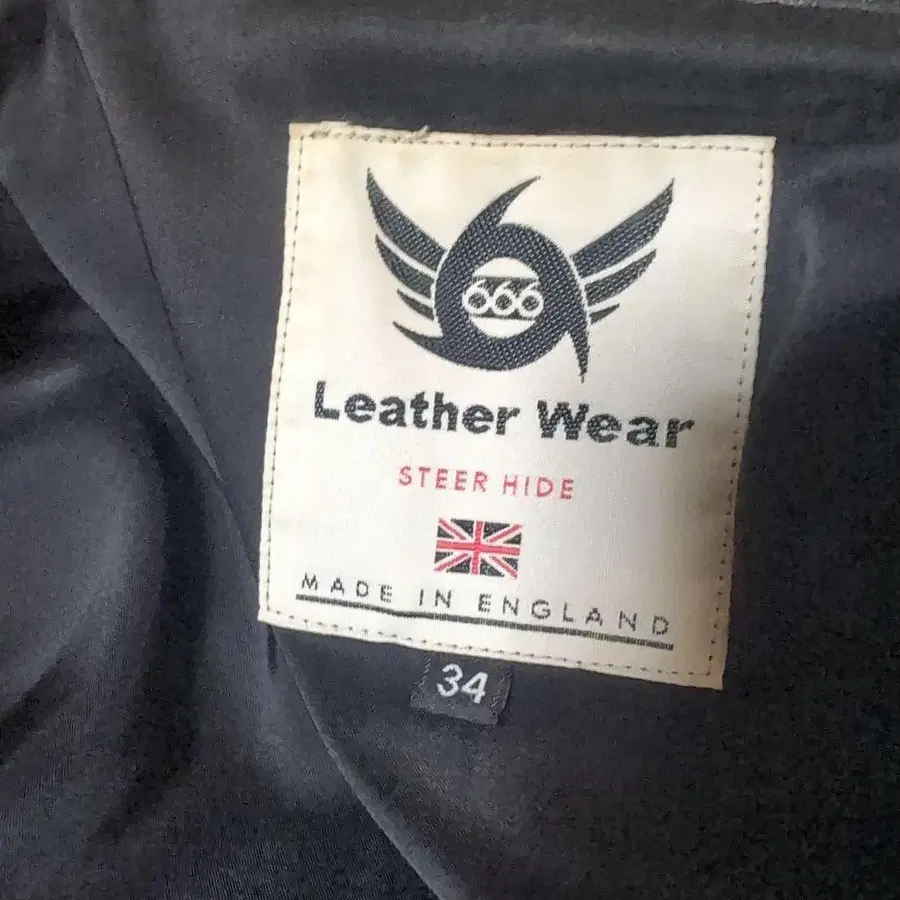 666
Leather Wear
STEER HIDE
MADE IN ENGLAND
34